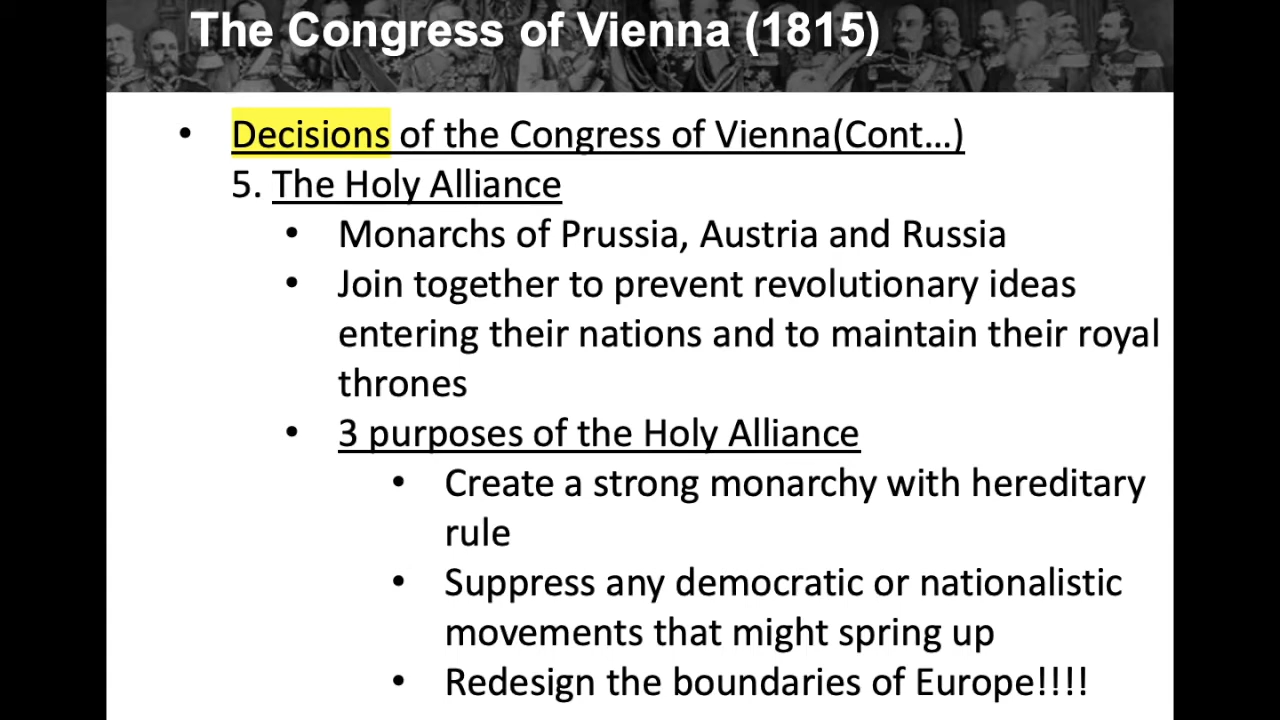 The Congress of Vienna (1815)
• Decisions of the Congress of Vienna(Cont...)
5. The Holy Alliance
• Monarchs of Prussia, Austria and Russia
• Join together to prevent revolutionary ideas
entering their nations and to maintain their royal
thrones
• 3 purposes of the Holy Alliance
• Create a strong monarchy with hereditary
rule
• Suppress any democratic or nationalistic
movements that might spring up
• Redesign the boundaries of Europe!!!!